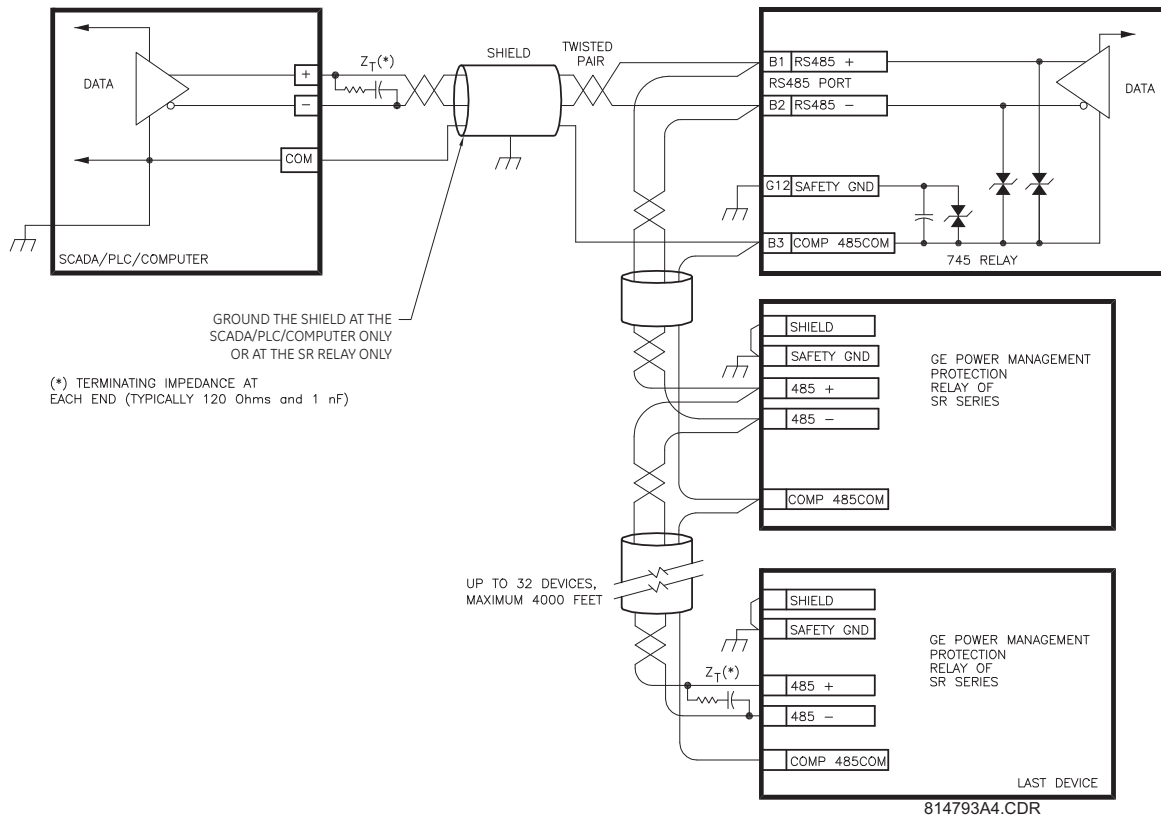 DATA
Z_T(*)
SHIELD
TWISTED
PAIR
+
−
COM
SCADA/PLC/COMPUTER
B1 RS485 +
RS485 PORT
B2 RS485 −
DATA
G12 SAFETY GND
B3 COMP 485COM
745 RELAY
GROUND THE SHIELD AT THE
SCADA/PLC/COMPUTER ONLY
OR AT THE SR RELAY ONLY
(*) TERMINATING IMPEDANCE AT
EACH END (TYPICALLY 120 Ohms and 1 nF)
SHIELD
SAFETY GND
485 +
485 −
COMP 485COM
GE POWER MANAGEMENT
PROTECTION
RELAY OF
SR SERIES
UP TO 32 DEVICES,
MAXIMUM 4000 FEET
SHIELD
SAFETY GND
Z_T(*)
485 +
485 −
COMP 485COM
GE POWER MANAGEMENT
PROTECTION
RELAY OF
SR SERIES
LAST DEVICE
814793A4.CDR